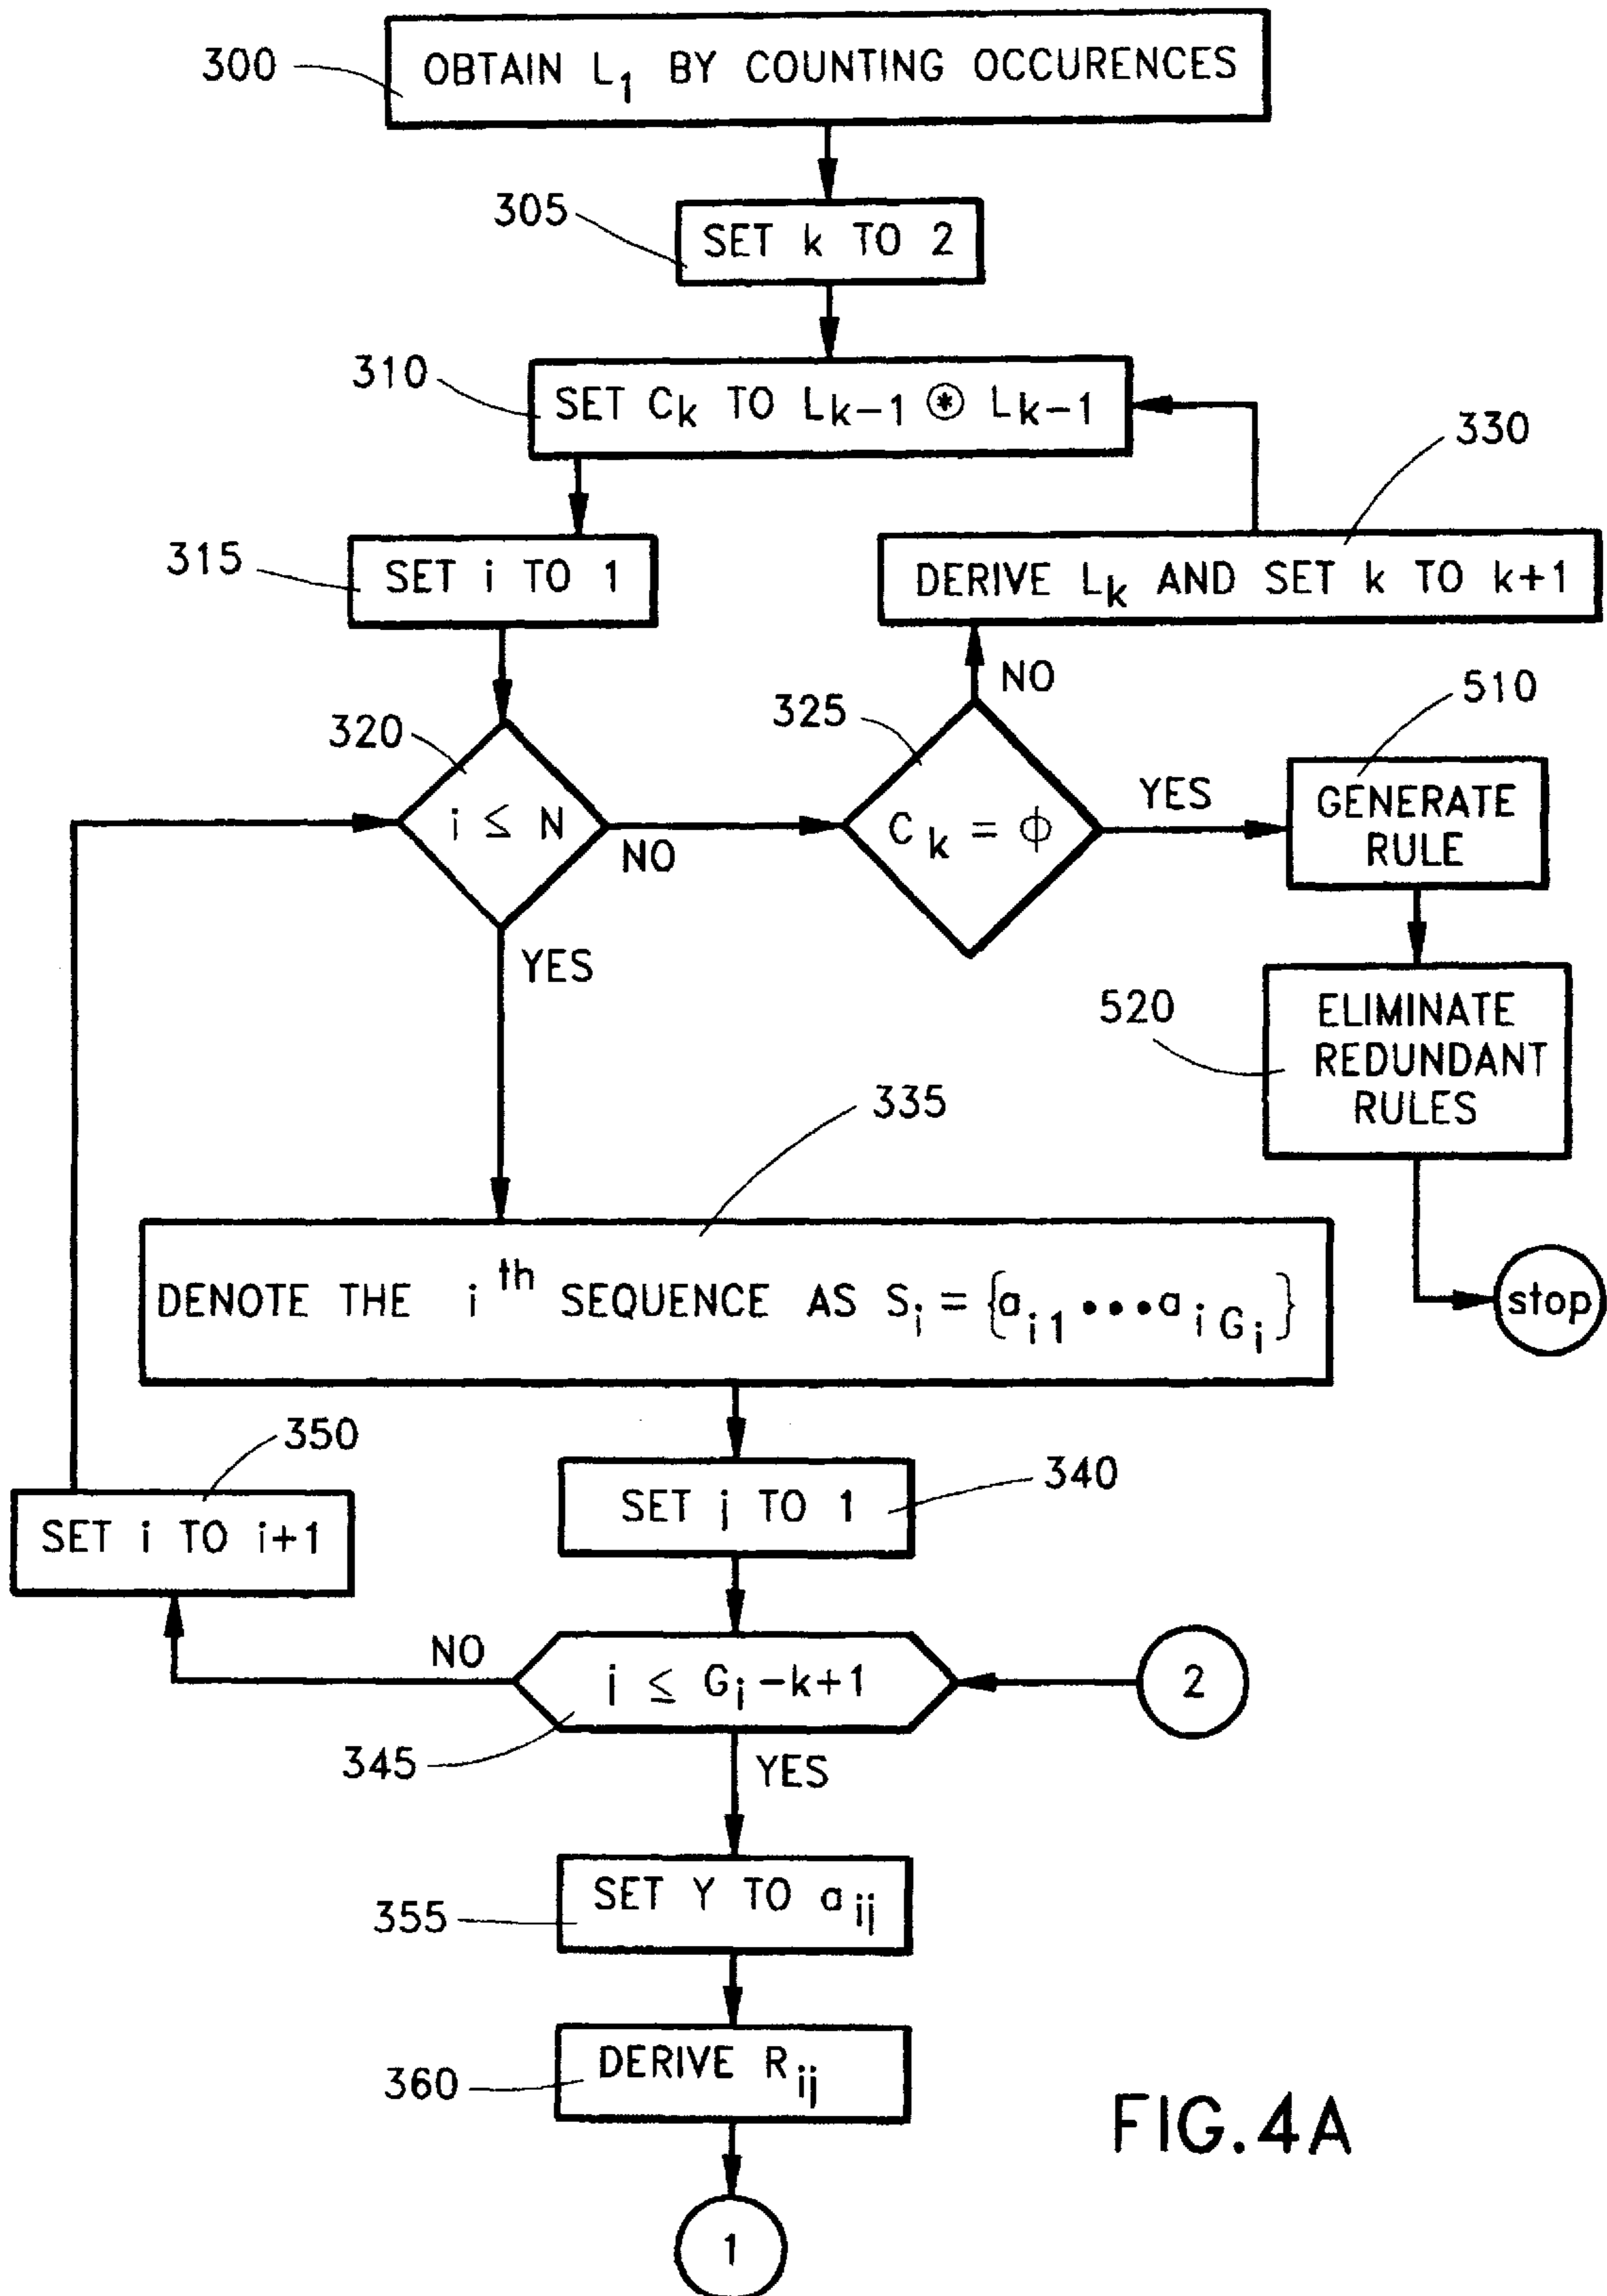 300
OBTAIN L1 BY COUNTING OCCURENCES
305
SET k TO 2
310
SET Ck TO Lk-1 ⊛ Lk-1
330
315
SET i TO 1
DERIVE Lk AND SET k TO k+1
NO
510
320
325
i ≤ N
NO
Ck = ϕ
YES
GENERATE
RULE
YES
520
ELIMINATE
REDUNDANT
RULES
335
DENOTE THE i th SEQUENCE AS Si = {ai1 •••ai Gi}
stop
350
340
SET i TO i+1
SET j TO 1
NO
j ≤ Gi -k+1
2
345
YES
355
SET Y TO aij
360
DERIVE Rij
FIG.4A
1